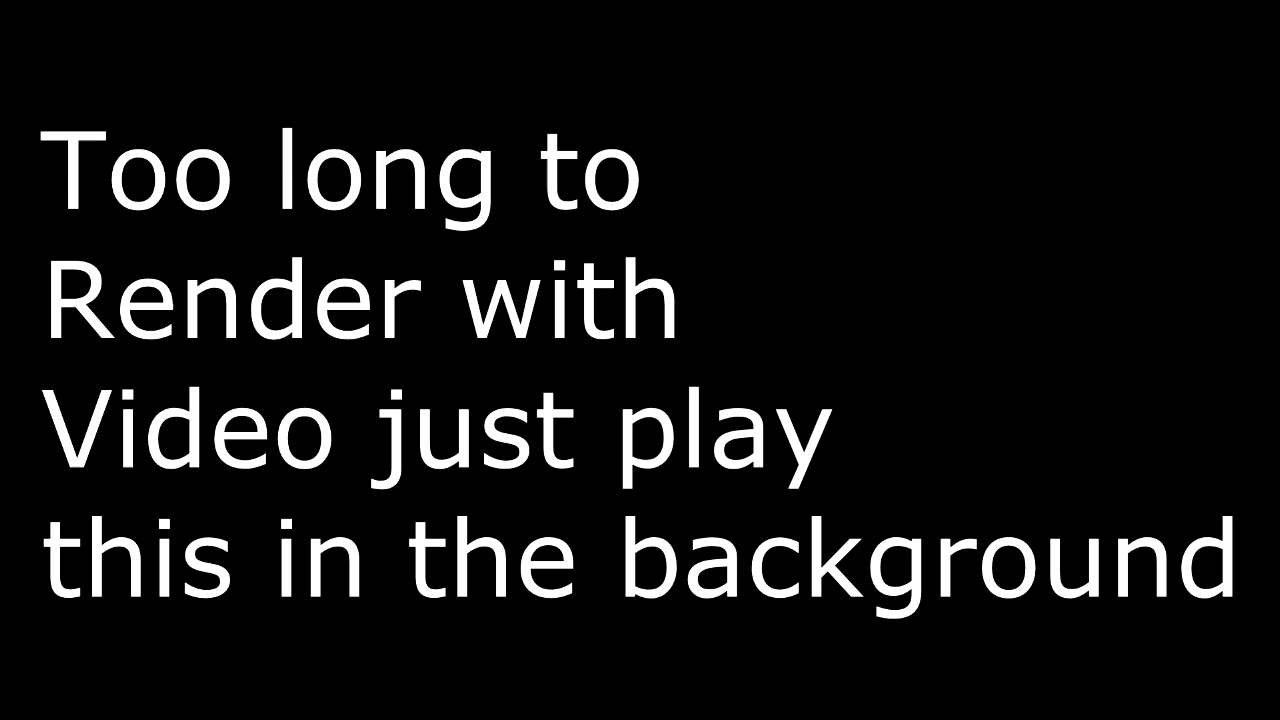 Too long to
Render with
Video just play
this in the background